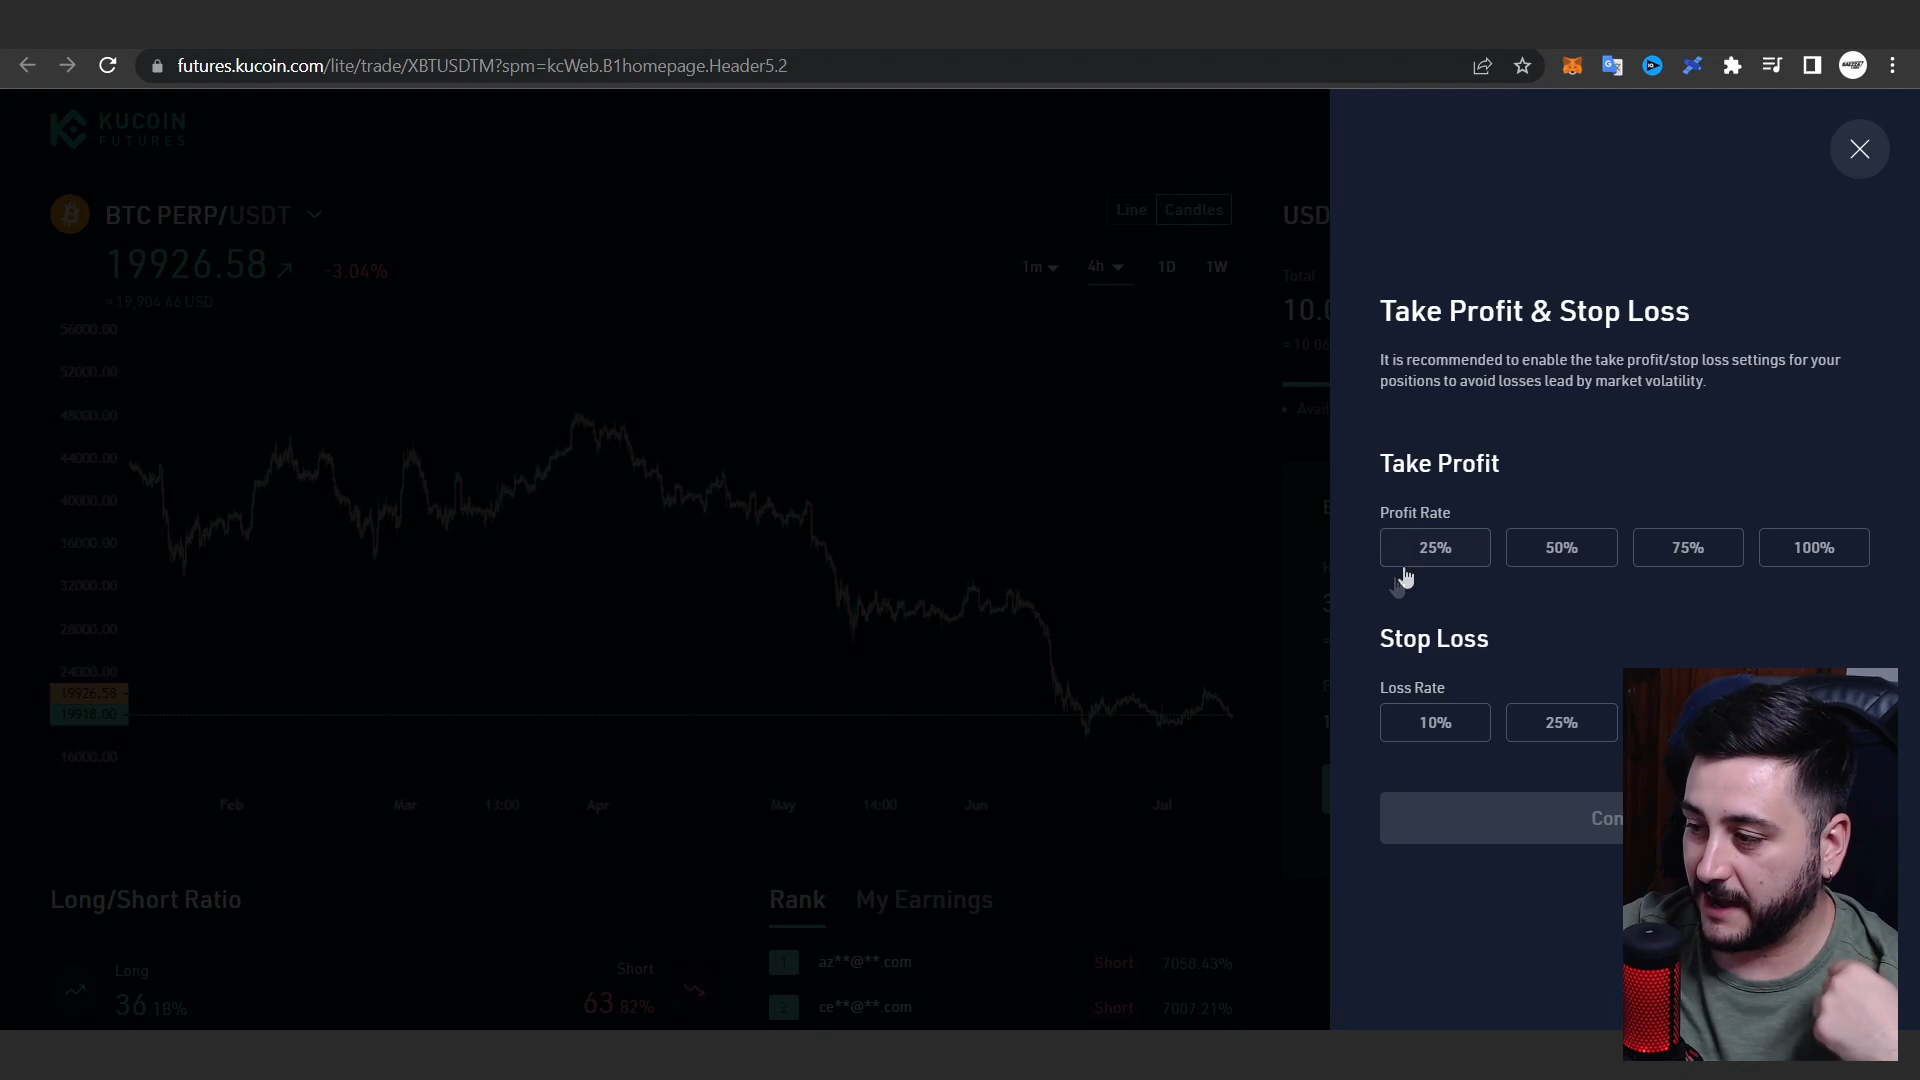 futures.kucoin.com/lite/trade/XBTUSDTM?spm=kcWeb.B1homepage.Header5.2
KUCOIN
FUTURES
BTC PERP/USDT
Line Candles
19926.58 -3.04%
≈19,904.66 USD
1m 4h 1D 1W
56000.00
52000.00
48000.00
44000.00
40000.00
36000.00
32000.00
28000.00
24000.00
19926.58
19918.00
16000.00
Feb Mar 13:00 Apr May 14:00 Jun Jul
USD
Total
10.0
≈10.06
Avail
Take Profit & Stop Loss
It is recommended to enable the take profit/stop loss settings for your
positions to avoid losses lead by market volatility.
Take Profit
Profit Rate
25% 50% 75% 100%
Stop Loss
Loss Rate
10% 25%
Con
Long/Short Ratio
Long Short
36.18% 63.82%
Rank My Earnings
1 az**@**.com Short 7058.43%
2 ce**@**.com Short 7007.21%